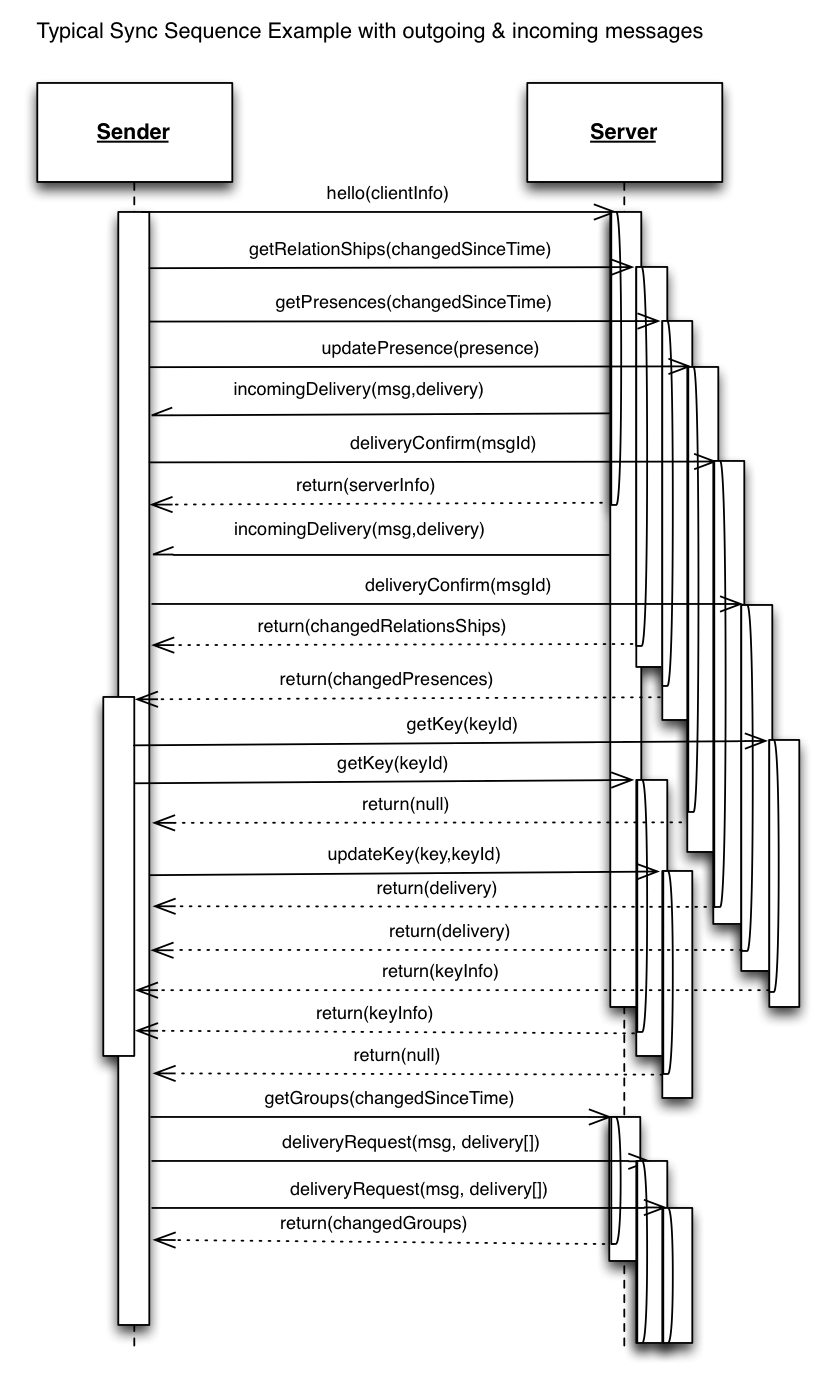 Typical Sync Sequence Example with outgoing & incoming messages
Sender
Server
hello(clientInfo)
getRelationShips(changedSinceTime)
getPresences(changedSinceTime)
updatePresence(presence)
incomingDelivery(msg,delivery)
deliveryConfirm(msgId)
return(serverInfo)
incomingDelivery(msg,delivery)
deliveryConfirm(msgId)
return(changedRelationsShips)
return(changedPresences)
getKey(keyId)
getKey(keyId)
return(null)
updateKey(key,keyId)
return(delivery)
return(delivery)
return(keyInfo)
return(keyInfo)
return(null)
getGroups(changedSinceTime)
deliveryRequest(msg, delivery[])
deliveryRequest(msg, delivery[])
return(changedGroups)